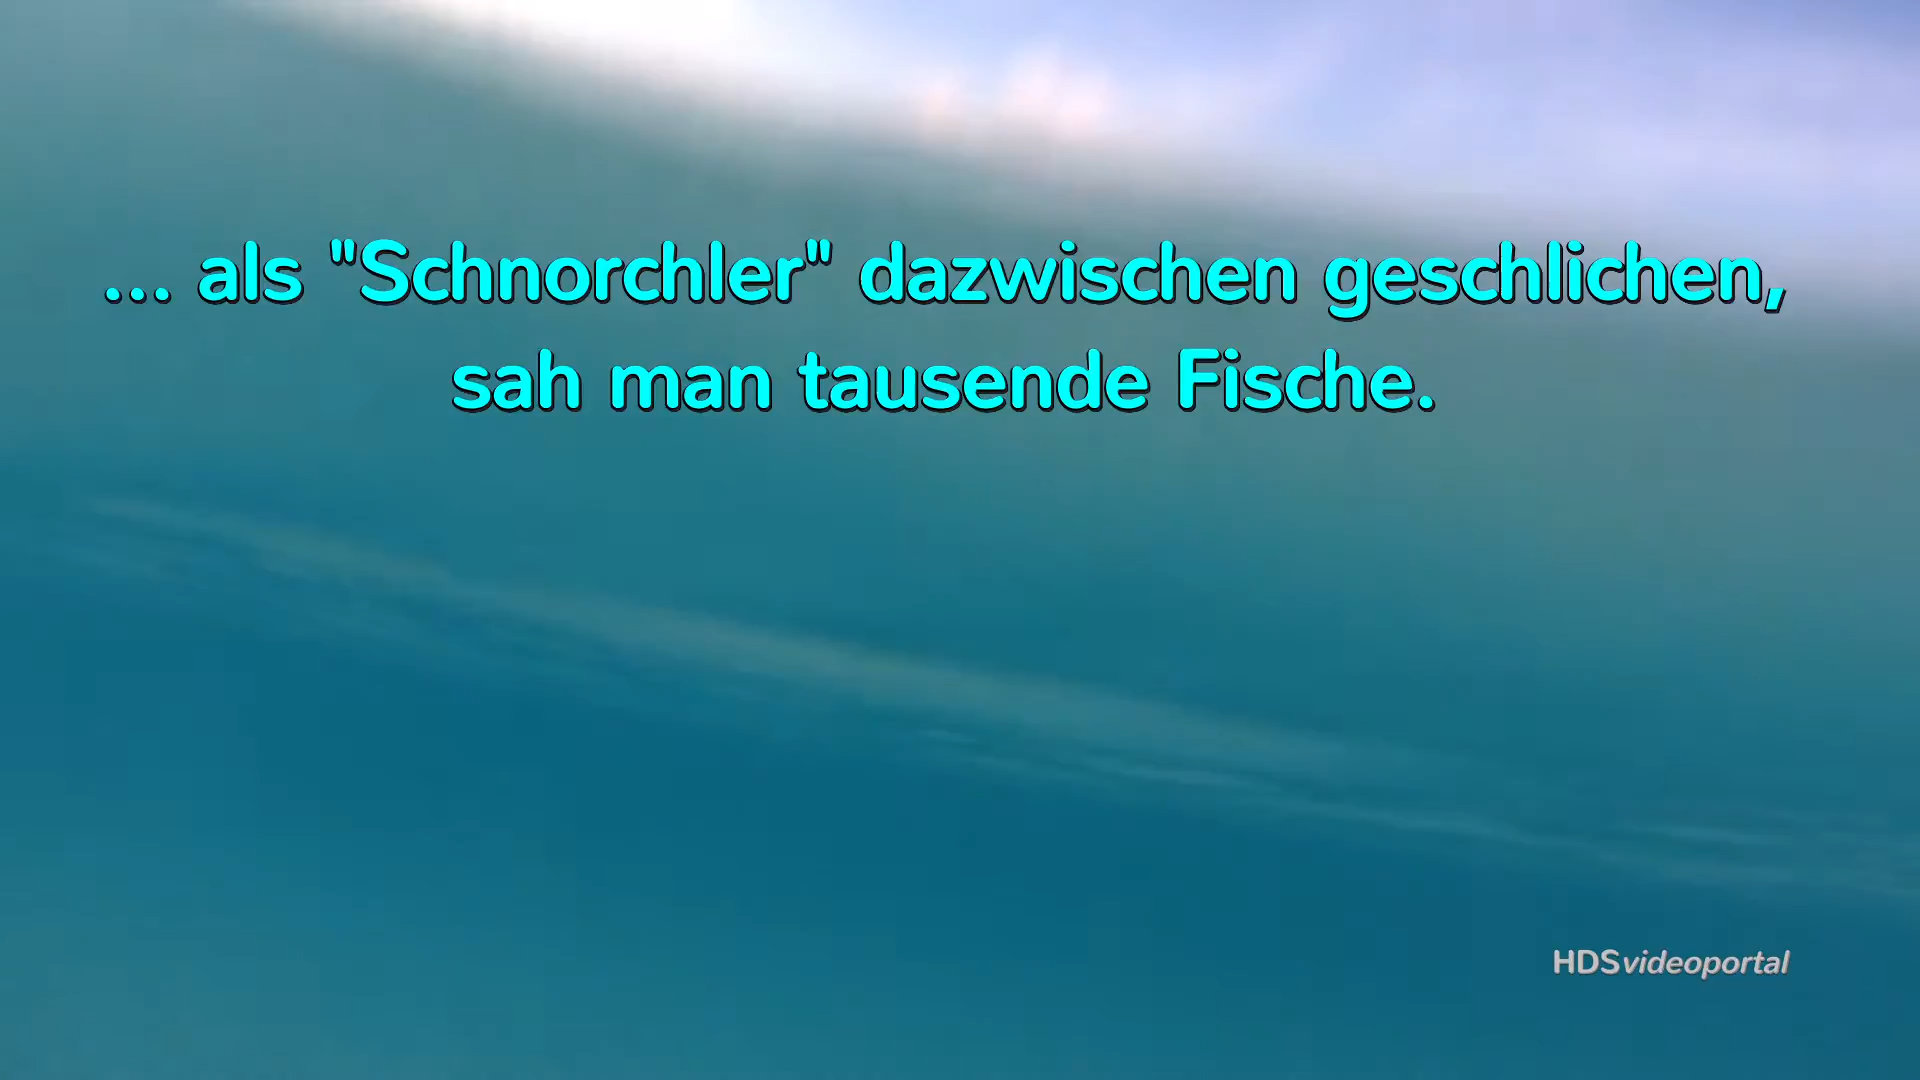 ... als "Schnorchler" dazwischen geschlichen,
sah man tausende Fische.
HDSvideoportal